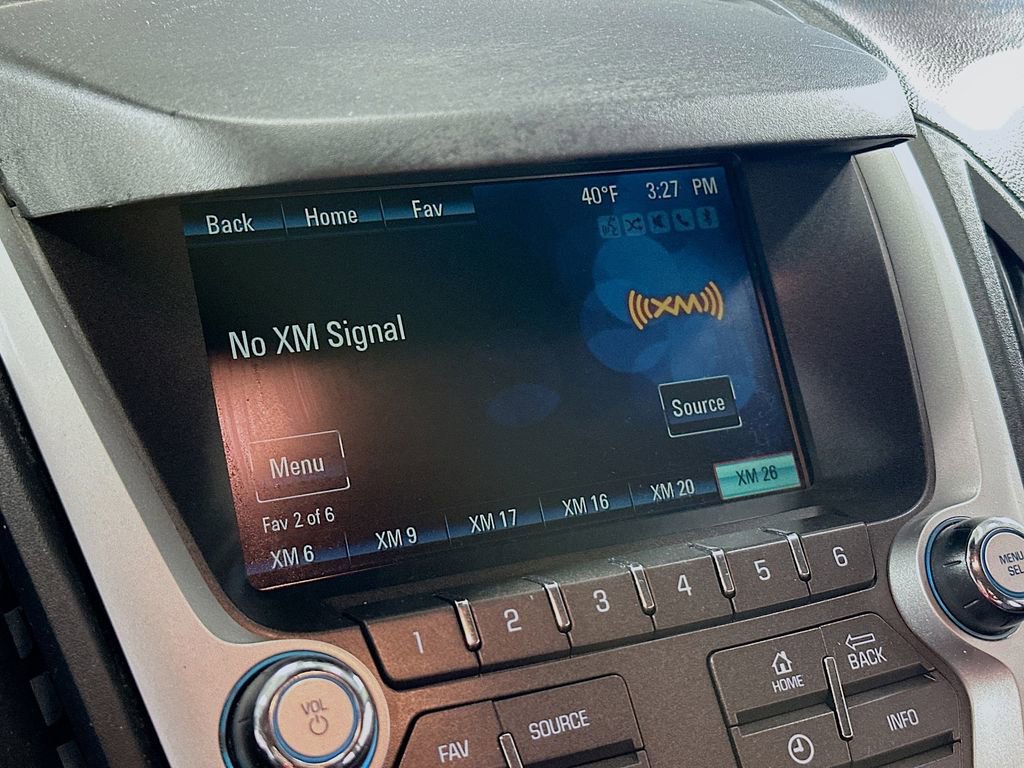 Back Home Fav 40°F 3:27 PM
XM
No XM Signal
Source
Menu
Fav 2 of 6
XM 6 XM 9 XM 17 XM 16 XM 20 XM 26
1 2 3 4 5 6
MENU
SEL
VOL
HOME
BACK
FAV SOURCE
INFO